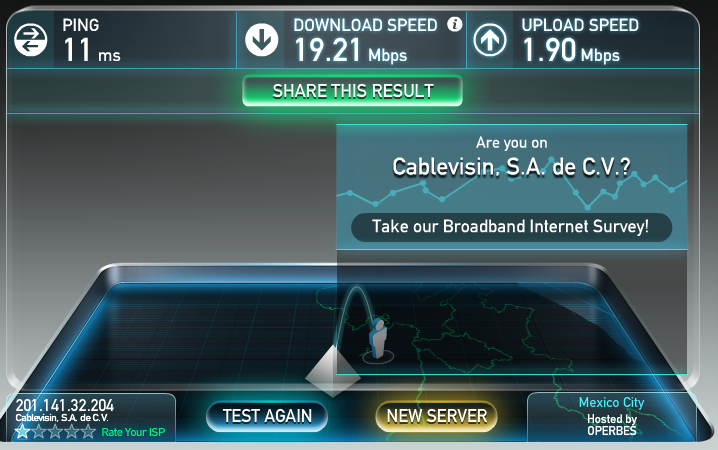 PING
11 ms
DOWNLOAD SPEED i
19.21 Mbps
UPLOAD SPEED
1.90 Mbps
SHARE THIS RESULT
Are you on
Cablevisin, S.A. de C.V.?
Take our Broadband Internet Survey!
201.141.32.204
Cablevisin, S.A. de C.V.
Rate Your ISP
TEST AGAIN
NEW SERVER
Mexico City
Hosted by
OPERBES